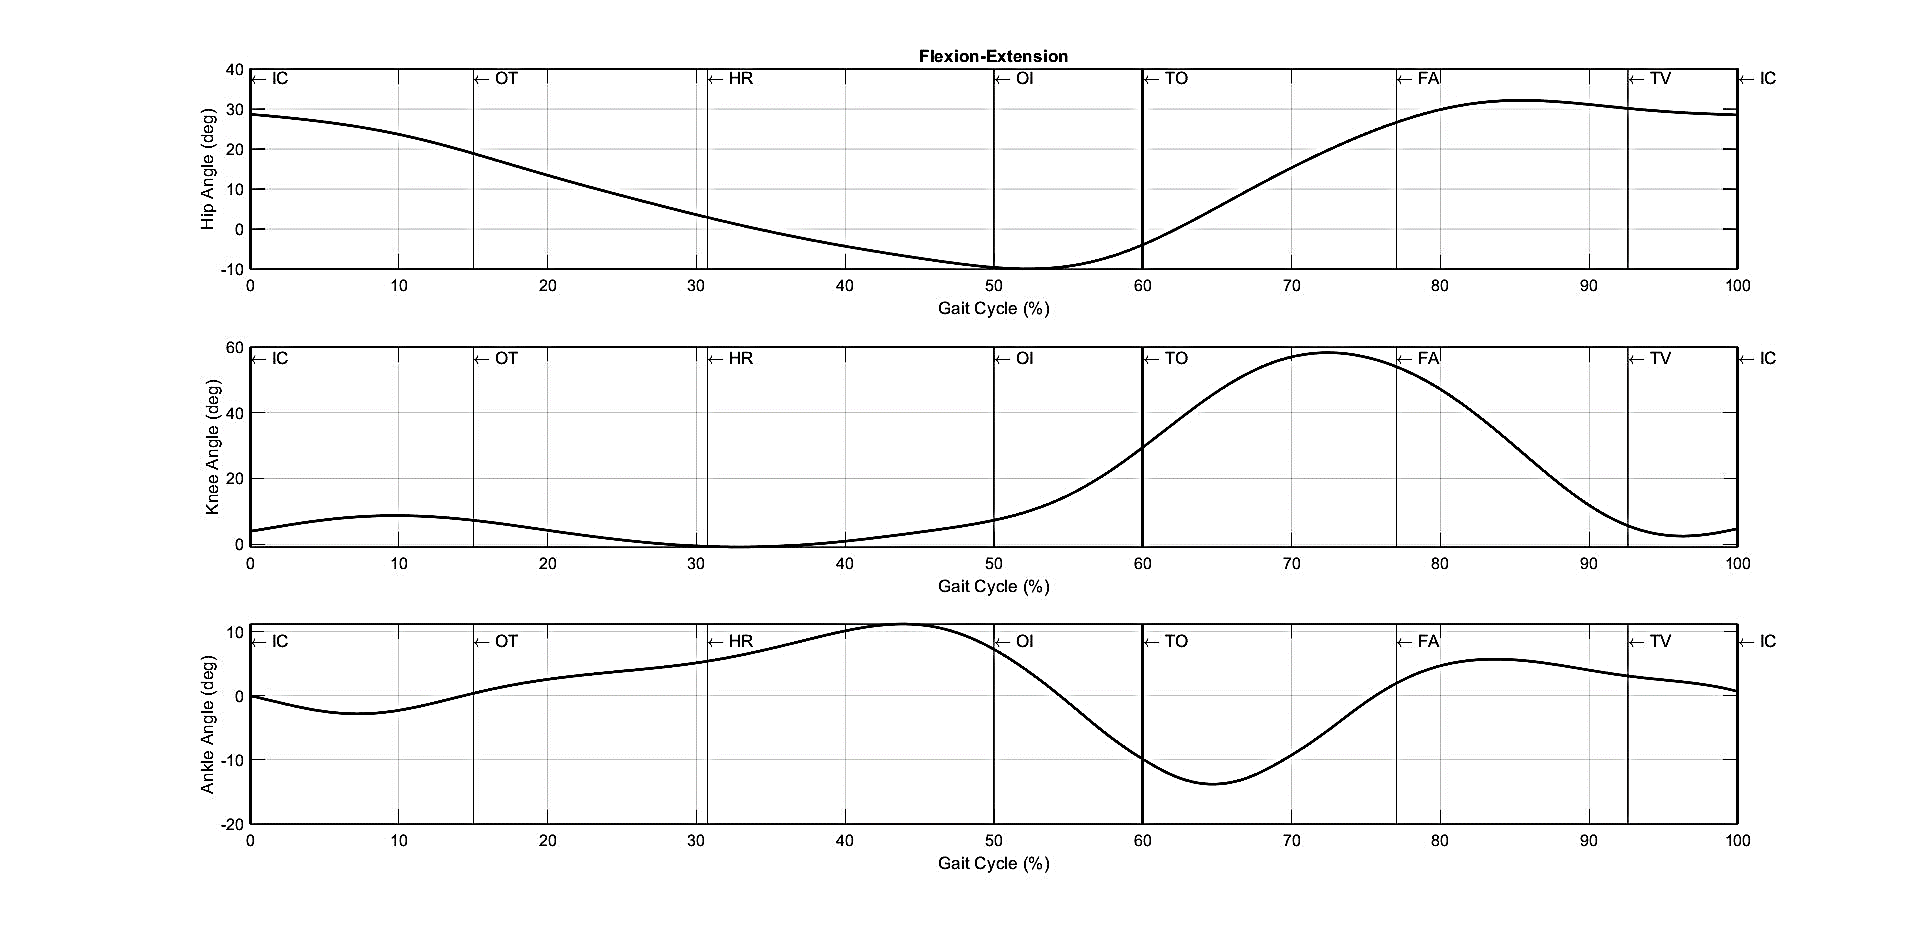 Flexion-Extension
Hip Angle (deg)
40
30
20
10
0
-10
← IC ← OT ← HR ← OI ← TO ← FA ← TV ← IC
0 10 20 30 40 50 60 70 80 90 100
Gait Cycle (%)
Knee Angle (deg)
60
40
20
0
← IC ← OT ← HR ← OI ← TO ← FA ← TV ← IC
0 10 20 30 40 50 60 70 80 90 100
Gait Cycle (%)
Ankle Angle (deg)
10
0
-10
-20
← IC ← OT ← HR ← OI ← TO ← FA ← TV ← IC
0 10 20 30 40 50 60 70 80 90 100
Gait Cycle (%)